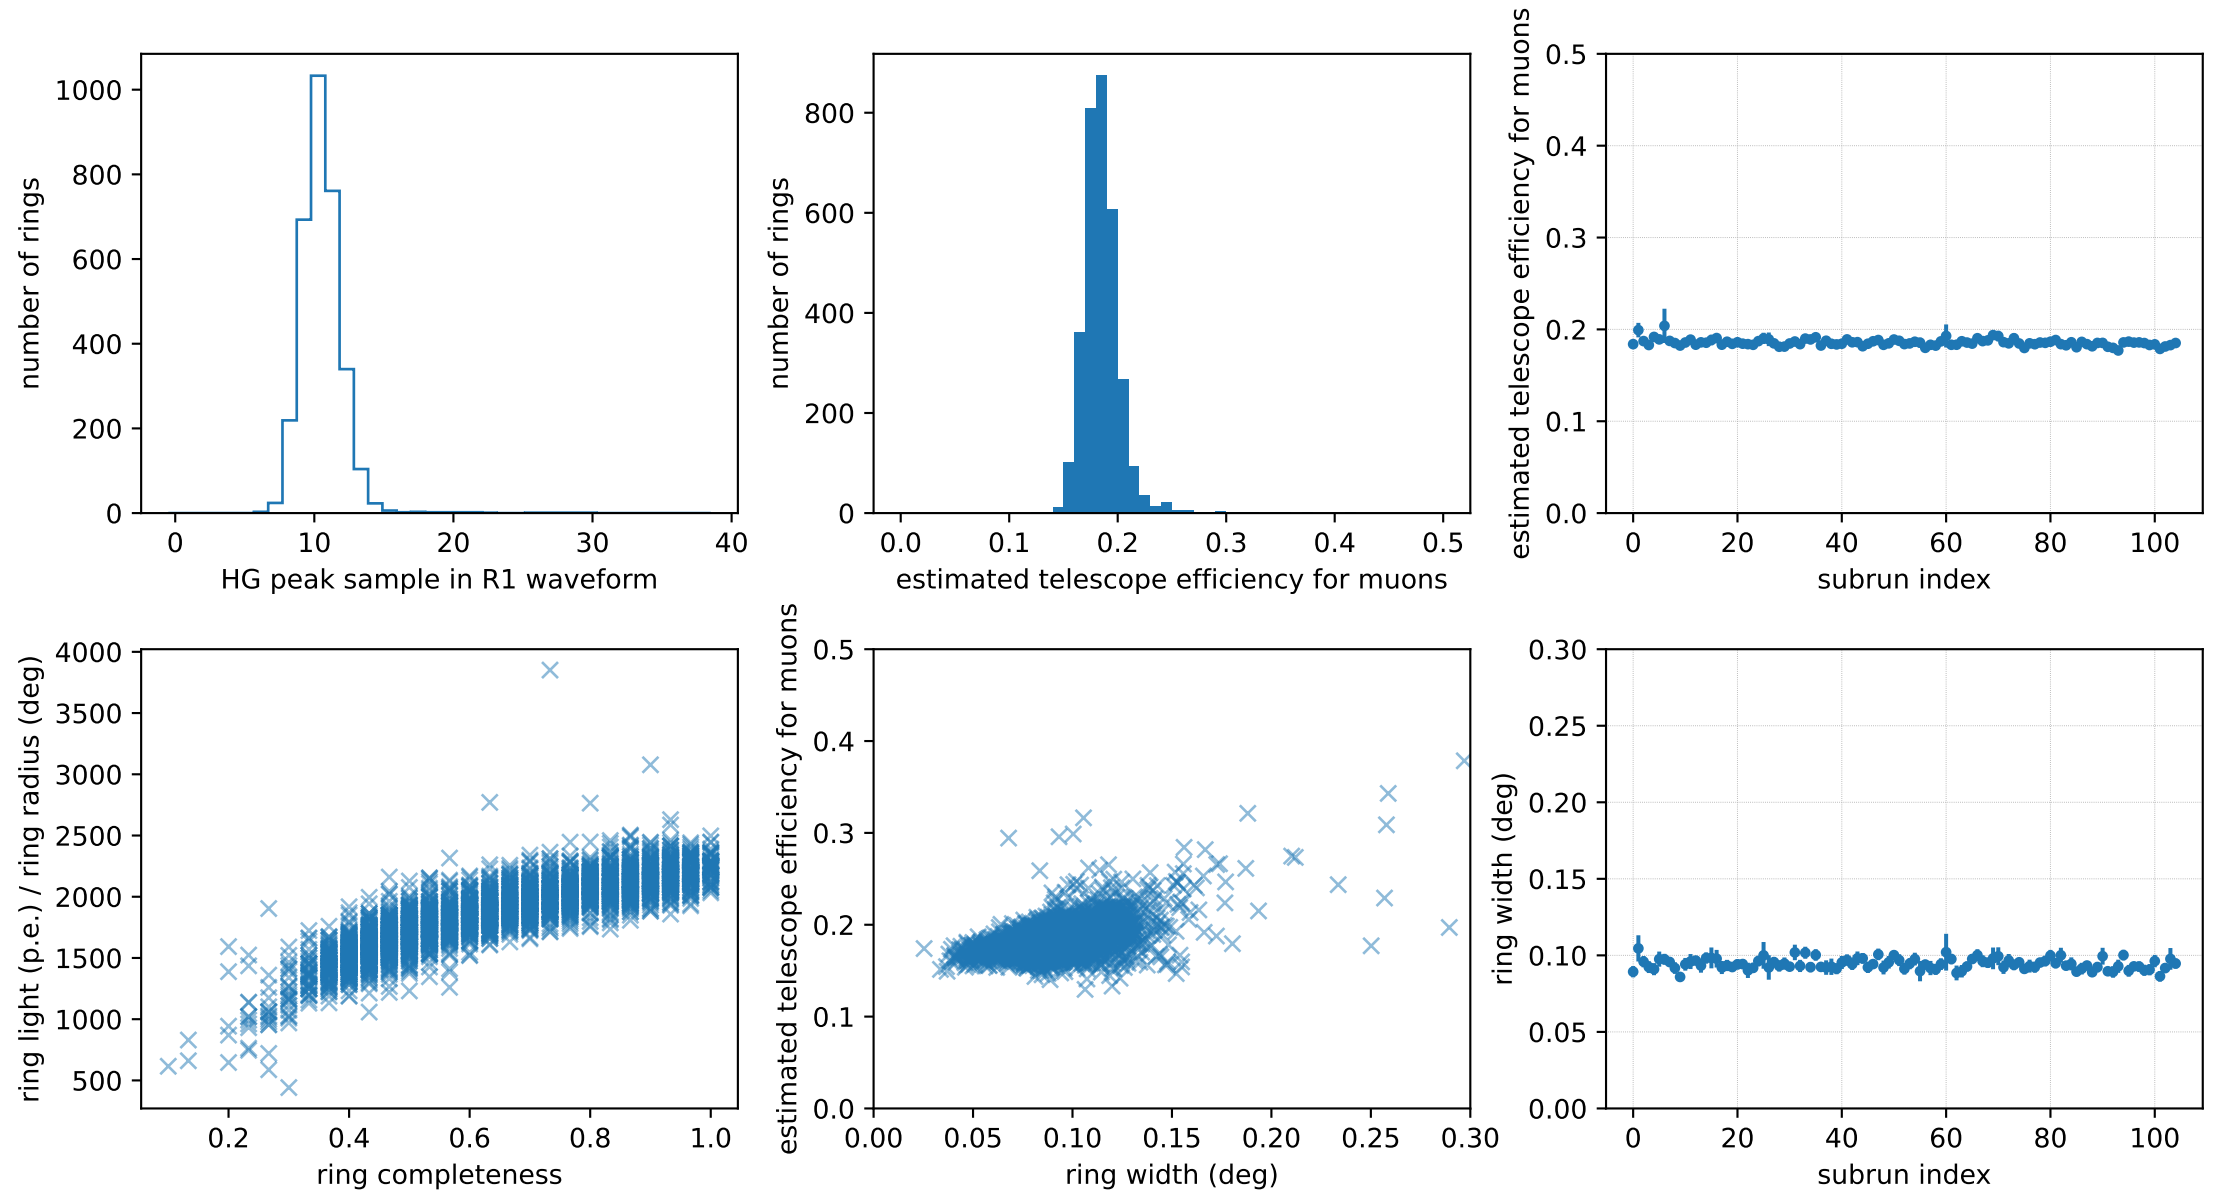 number of rings
1000
800
600
400
200
0
0 10 20 30 40
HG peak sample in R1 waveform
number of rings
800
600
400
200
0
0.0 0.1 0.2 0.3 0.4 0.5
estimated telescope efficiency for muons
estimated telescope efficiency for muons
0.5
0.4
0.3
0.2
0.1
0.0
0 20 40 60 80 100
subrun index
ring light (p.e.) / ring radius (deg)
4000
3500
3000
2500
2000
1500
1000
500
0.2 0.4 0.6 0.8 1.0
ring completeness
estimated telescope efficiency for muons
0.5
0.4
0.3
0.2
0.1
0.0
0.00 0.05 0.10 0.15 0.20 0.25 0.30
ring width (deg)
ring width (deg)
0.30
0.25
0.20
0.15
0.10
0.05
0.00
0 20 40 60 80 100
subrun index